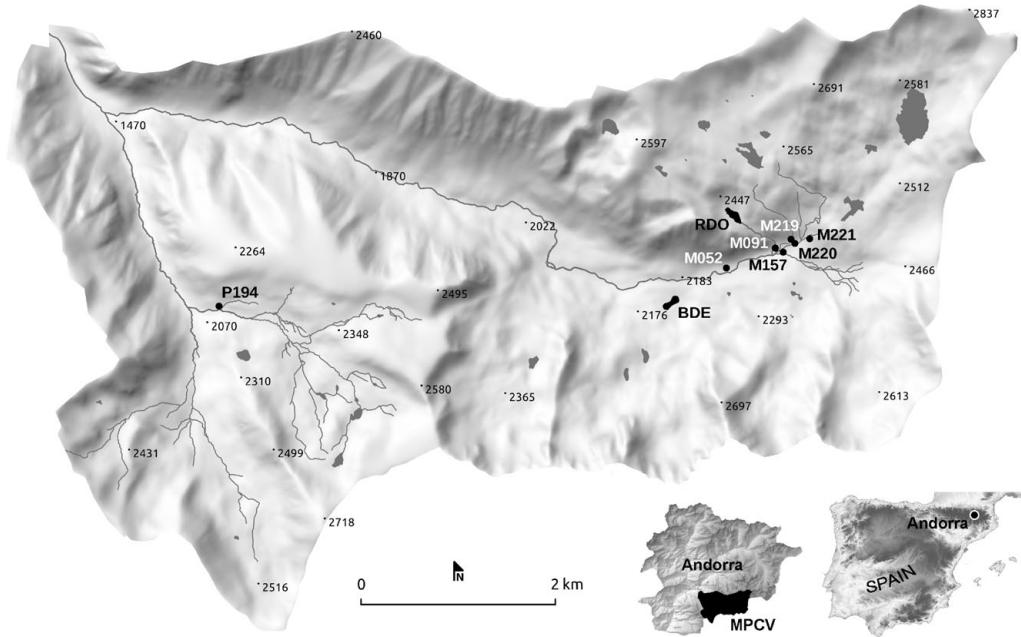 2837
2460
2581
2691
1470
2597
2565
1870
2512
2447
RDO
2022
M219
M221
M091
M220
2264
M052
M157
2466
2183
P194
2495
2176
BDE
2293
2070
2348
2310
2580
2365
2613
2697
2431
2499
2718
Andorra
Andorra
SPAIN
N
0
2 km
2516
MPCV